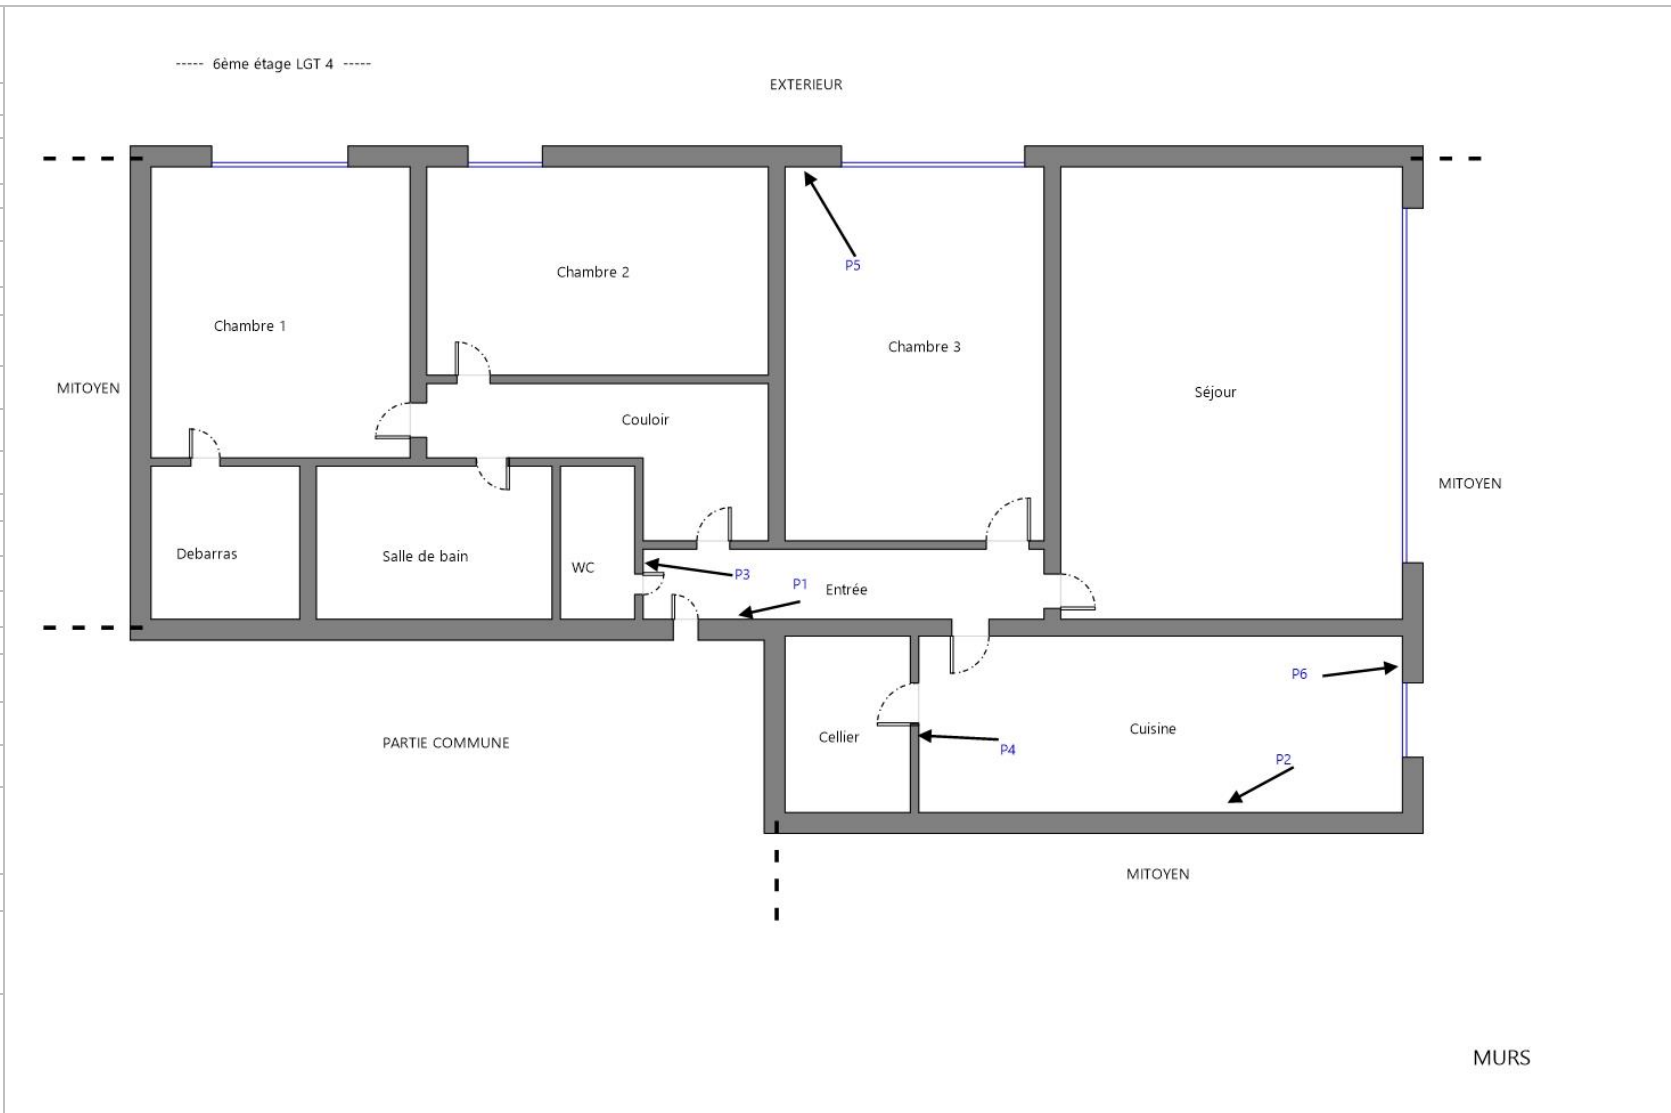 ----- 6ème étage LGT 4 -----
EXTERIEUR
P5
Chambre 2
Chambre 1
Chambre 3
MITOYEN
Séjour
Couloir
MITOYEN
Debarras
Salle de bain
WC
P3
P1
Entrée
P6
Cuisine
Cellier
PARTIE COMMUNE
P4
P2
MITOYEN
MURS